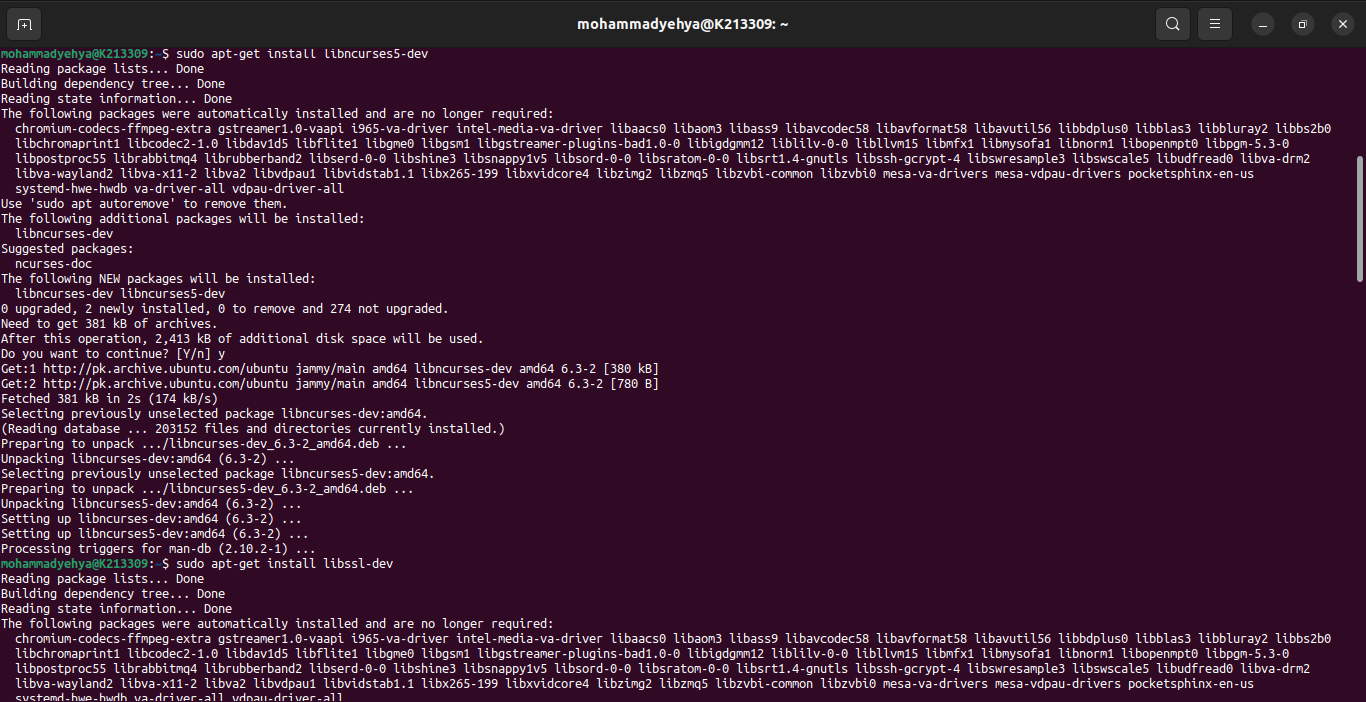 mohammadyehya@K213309: ~
mohammadyehya@K213309:~$ sudo apt-get install libncurses5-dev
Reading package lists... Done
Building dependency tree... Done
Reading state information... Done
The following packages were automatically installed and are no longer required:
  chromium-codecs-ffmpeg-extra gstreamer1.0-vaapi i965-va-driver intel-media-va-driver libaacs0 libaom3 libass9 libavcodec58 libavformat58 libavutil56 libbdplus0 libblas3 libbluray2 libbs2b0
  libchromaprint1 libcodec2-1.0 libdav1d5 libflite1 libgme0 libgsm1 libgstreamer-plugins-bad1.0-0 libigdgmm12 liblilv-0-0 libllvm15 libmfx1 libmysofa1 libnorm1 libopenmpt0 libpgm-5.3-0
  libpostproc55 librabbitmq4 librubberband2 libserd-0-0 libshine3 libsnappy1v5 libsord-0-0 libsratom-0-0 libsrt1.4-gnutls libssh-gcrypt-4 libswresample3 libswscale5 libudfread0 libva-drm2
  libva-wayland2 libva-x11-2 libva2 libvdpau1 libvidstab1.1 libx265-199 libxvidcore4 libzimg2 libzmq5 libzvbi-common libzvbi0 mesa-va-drivers mesa-vdpau-drivers pocketsphinx-en-us
  systemd-hwe-hwdb va-driver-all vdpau-driver-all
Use 'sudo apt autoremove' to remove them.
The following additional packages will be installed:
  libncurses-dev
Suggested packages:
  ncurses-doc
The following NEW packages will be installed:
  libncurses-dev libncurses5-dev
0 upgraded, 2 newly installed, 0 to remove and 274 not upgraded.
Need to get 381 kB of archives.
After this operation, 2,413 kB of additional disk space will be used.
Do you want to continue? [Y/n] y
Get:1 http://pk.archive.ubuntu.com/ubuntu jammy/main amd64 libncurses-dev amd64 6.3-2 [380 kB]
Get:2 http://pk.archive.ubuntu.com/ubuntu jammy/main amd64 libncurses5-dev amd64 6.3-2 [780 B]
Fetched 381 kB in 2s (174 kB/s)
Selecting previously unselected package libncurses-dev:amd64.
(Reading database ... 203152 files and directories currently installed.)
Preparing to unpack .../libncurses-dev_6.3-2_amd64.deb ...
Unpacking libncurses-dev:amd64 (6.3-2) ...
Selecting previously unselected package libncurses5-dev:amd64.
Preparing to unpack .../libncurses5-dev_6.3-2_amd64.deb ...
Unpacking libncurses5-dev:amd64 (6.3-2) ...
Setting up libncurses-dev:amd64 (6.3-2) ...
Setting up libncurses5-dev:amd64 (6.3-2) ...
Processing triggers for man-db (2.10.2-1) ...
mohammadyehya@K213309:~$ sudo apt-get install libssl-dev
Reading package lists... Done
Building dependency tree... Done
Reading state information... Done
The following packages were automatically installed and are no longer required:
  chromium-codecs-ffmpeg-extra gstreamer1.0-vaapi i965-va-driver intel-media-va-driver libaacs0 libaom3 libass9 libavcodec58 libavformat58 libavutil56 libbdplus0 libblas3 libbluray2 libbs2b0
  libchromaprint1 libcodec2-1.0 libdav1d5 libflite1 libgme0 libgsm1 libgstreamer-plugins-bad1.0-0 libigdgmm12 liblilv-0-0 libllvm15 libmfx1 libmysofa1 libnorm1 libopenmpt0 libpgm-5.3-0
  libpostproc55 librabbitmq4 librubberband2 libserd-0-0 libshine3 libsnappy1v5 libsord-0-0 libsratom-0-0 libsrt1.4-gnutls libssh-gcrypt-4 libswresample3 libswscale5 libudfread0 libva-drm2
  libva-wayland2 libva-x11-2 libva2 libvdpau1 libvidstab1.1 libx265-199 libxvidcore4 libzimg2 libzmq5 libzvbi-common libzvbi0 mesa-va-drivers mesa-vdpau-drivers pocketsphinx-en-us
  systemd-hwe-hwdb va-driver-all vdpau-driver-all